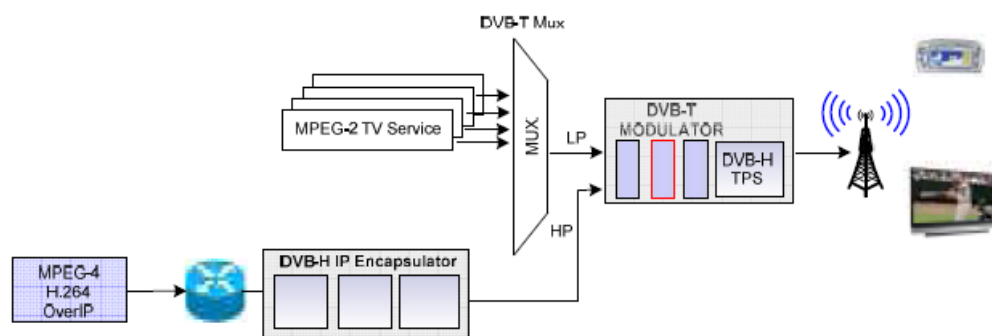 DVB-T Mux
MPEG-2 TV Service
MUX
LP
HP
DVB-T
MODULATOR
DVB-H
TPS
DVB-H IP Encapsulator
MPEG-4
H.264
OverIP